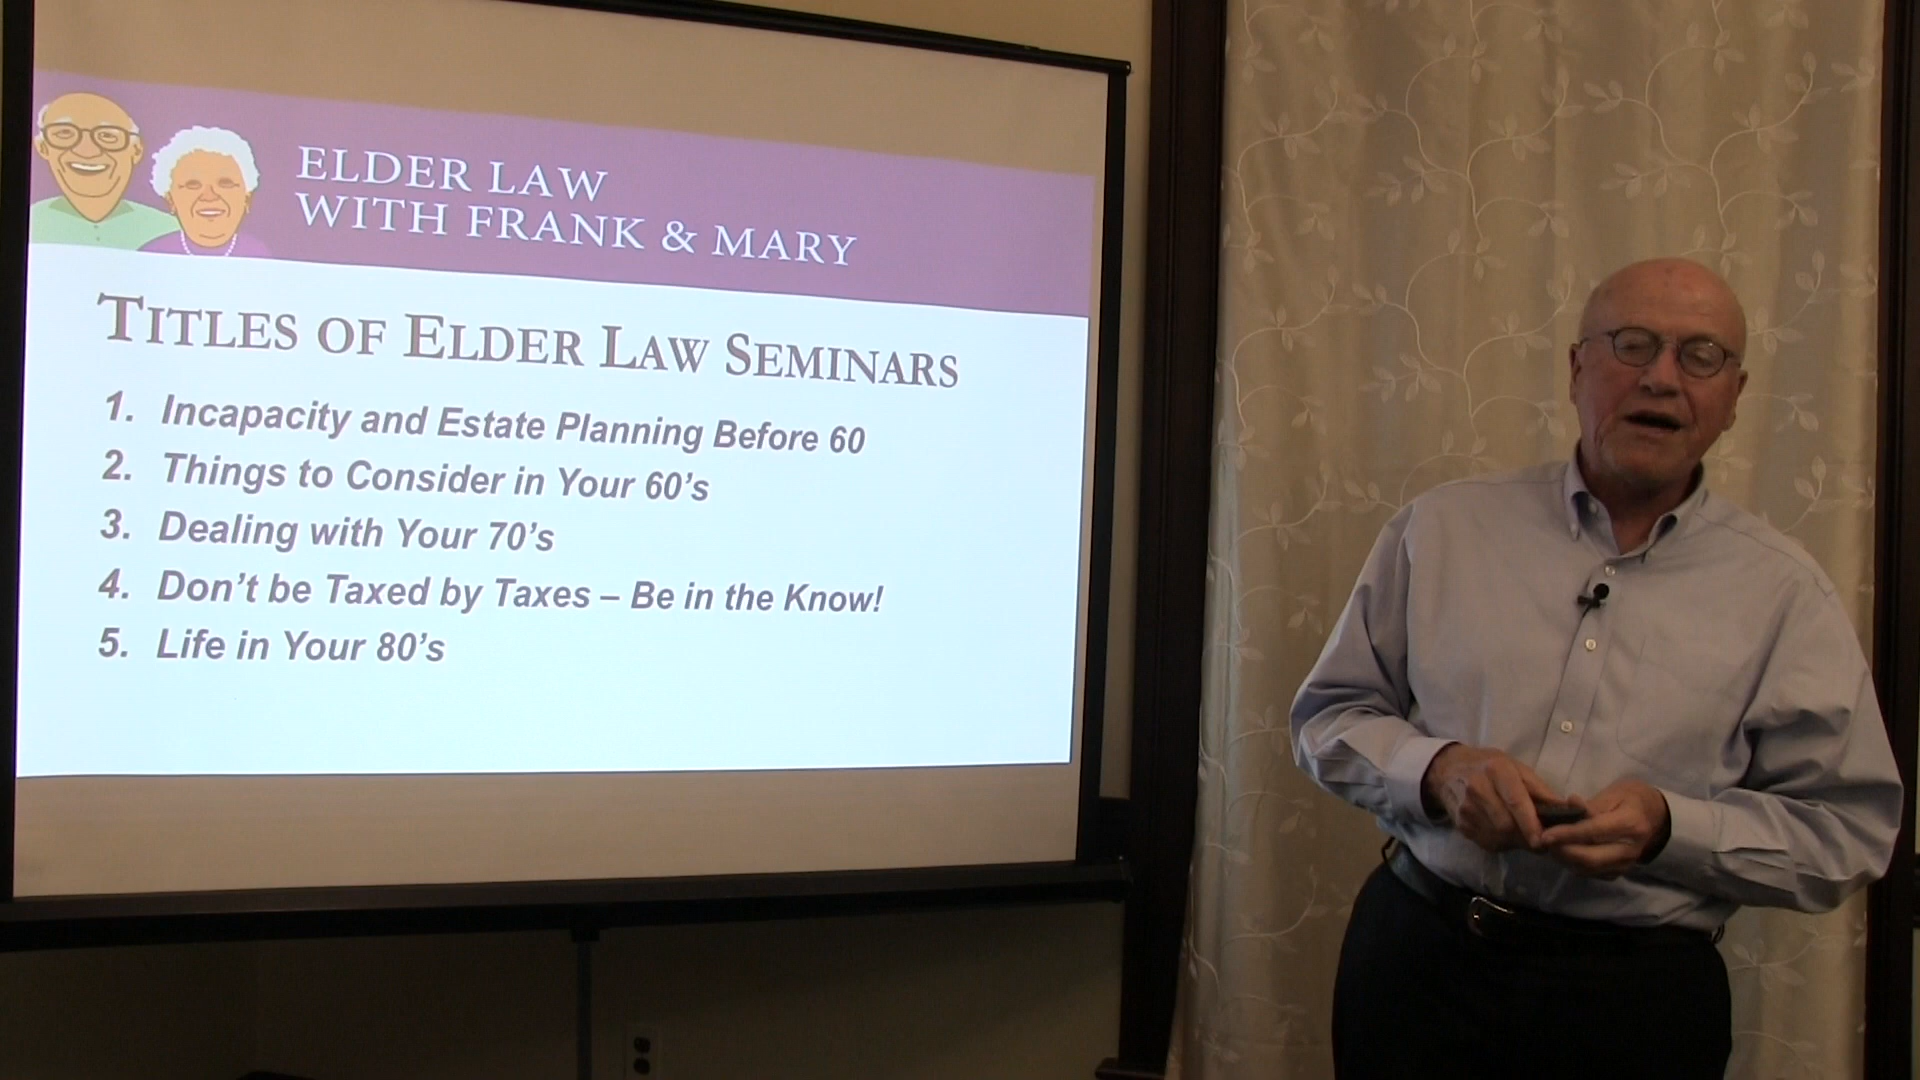 ELDER LAW
WITH FRANK & MARY
TITLES OF ELDER LAW SEMINARS
1. Incapacity and Estate Planning Before 60
2. Things to Consider in Your 60's
3. Dealing with Your 70's
4. Don't be Taxed by Taxes – Be in the Know!
5. Life in Your 80's